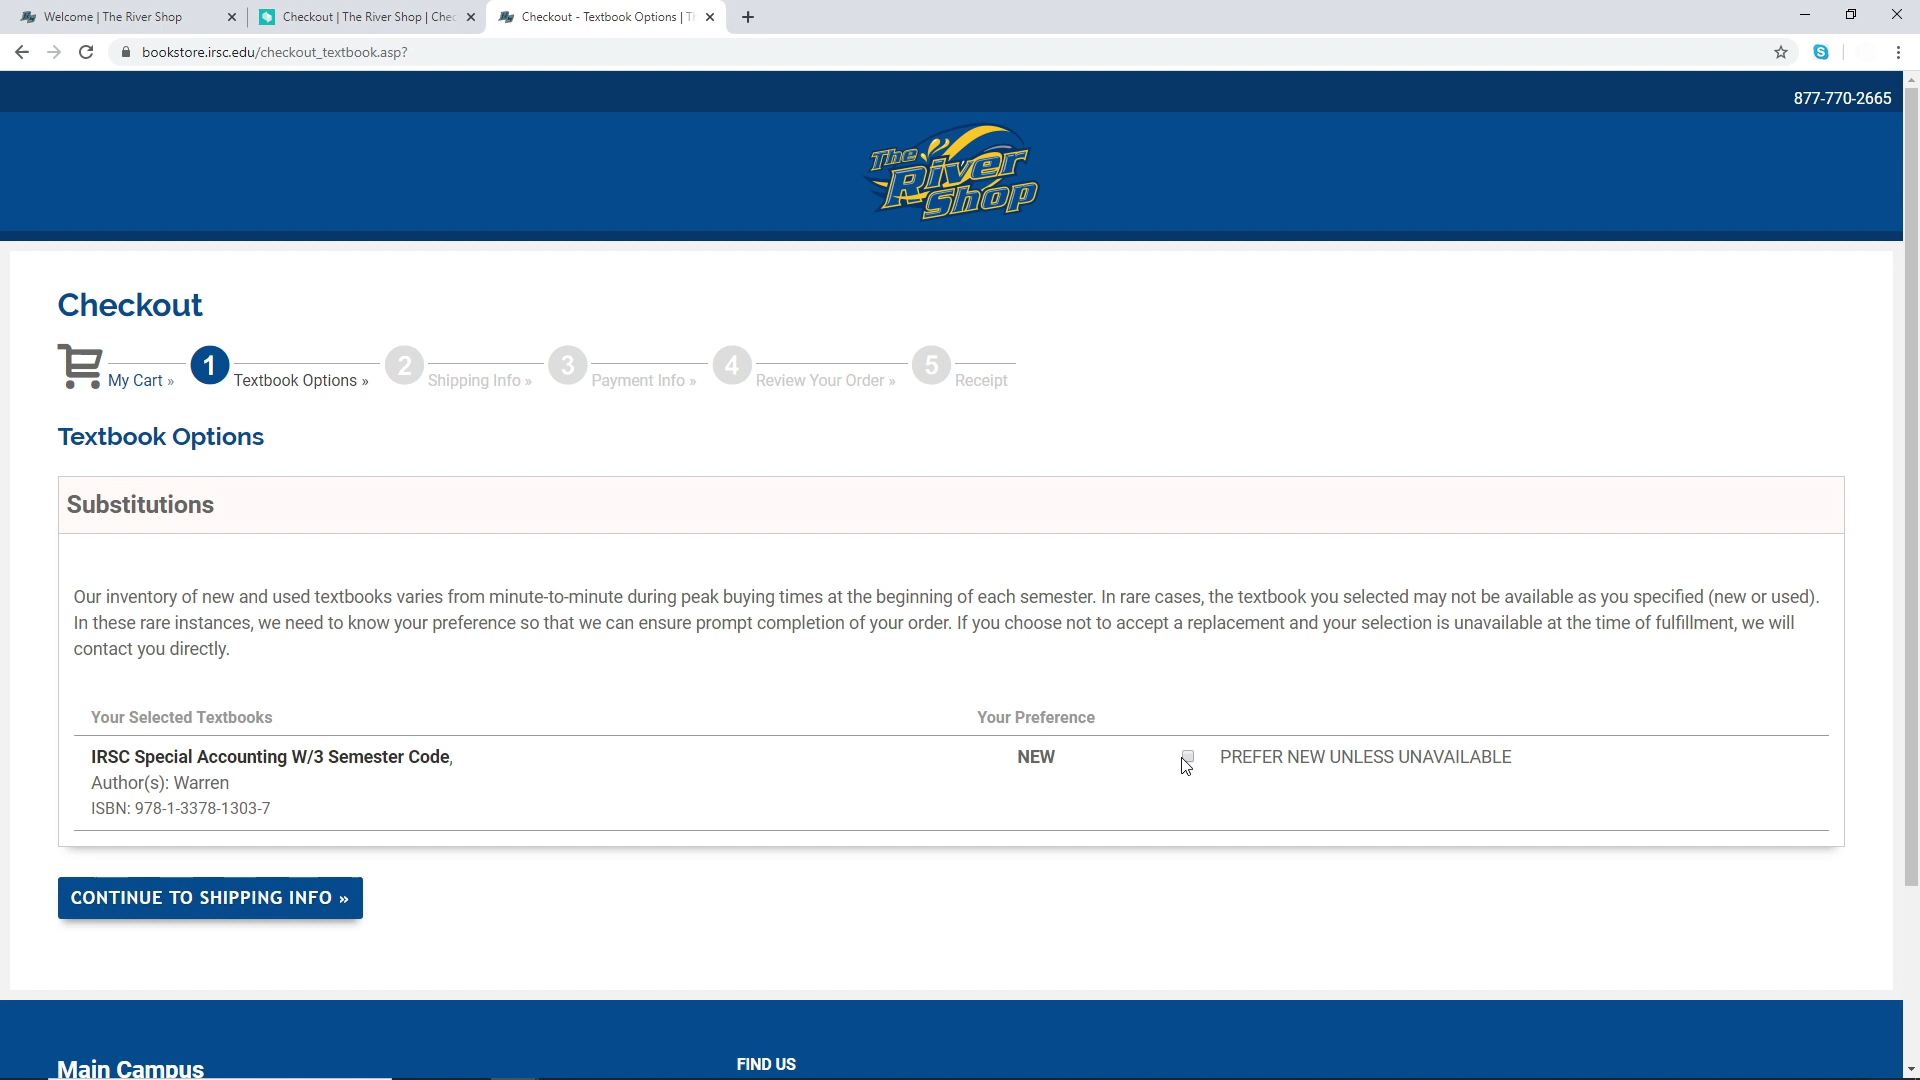 Welcome | The River Shop
Checkout | The River Shop | Chec
Checkout - Textbook Options | Th
bookstore.irsc.edu/checkout_textbook.asp?
877-770-2665
The River Shop
Checkout
My Cart »
1 Textbook Options »
2 Shipping Info »
3 Payment Info »
4 Review Your Order »
5 Receipt
Textbook Options
Substitutions
Our inventory of new and used textbooks varies from minute-to-minute during peak buying times at the beginning of each semester. In rare cases, the textbook you selected may not be available as you specified (new or used).
In these rare instances, we need to know your preference so that we can ensure prompt completion of your order. If you choose not to accept a replacement and your selection is unavailable at the time of fulfillment, we will
contact you directly.
Your Selected Textbooks Your Preference
IRSC Special Accounting W/3 Semester Code, NEW PREFER NEW UNLESS UNAVAILABLE
Author(s): Warren
ISBN: 978-1-3378-1303-7
CONTINUE TO SHIPPING INFO »
Main Campus
FIND US